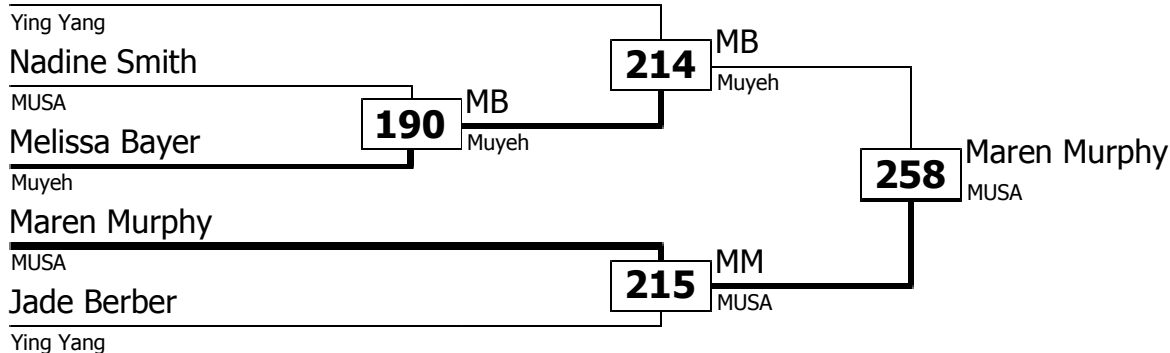 Ying Yang
Nadine Smith
MUSA
Melissa Bayer
Muyeh
Maren Murphy
MUSA
Jade Berber
Ying Yang
190
MB
Muyeh
214
MB
Muyeh
215
MM
MUSA
258
Maren Murphy
MUSA